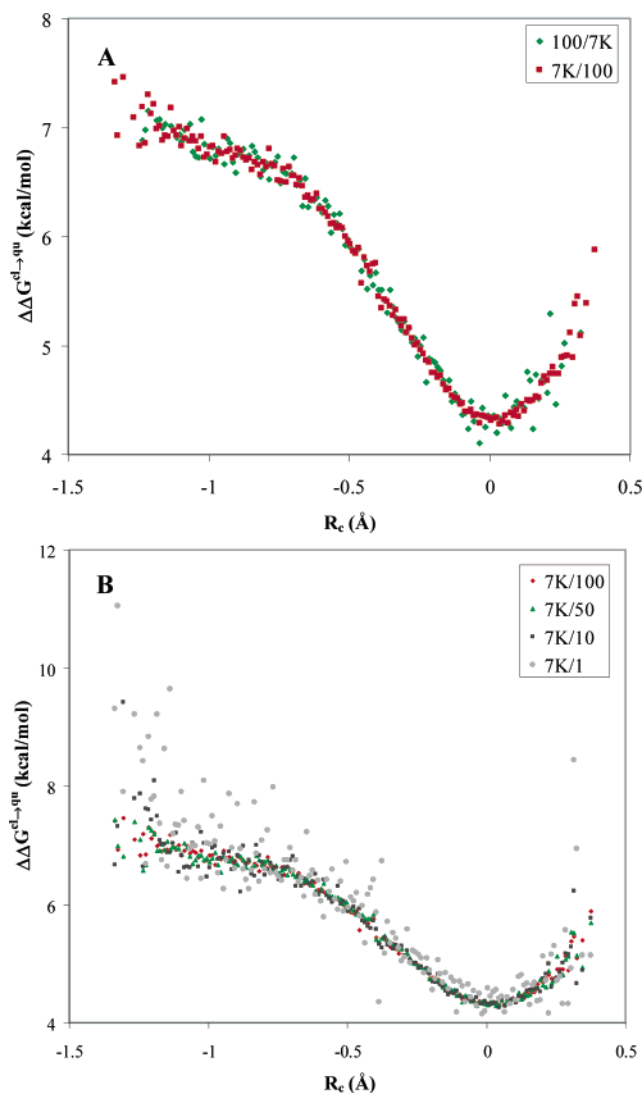 8
A
100/7K
7K/100
7
6
5
4
ΔΔG^cl→qu (kcal/mol)
-1.5 -1 -0.5 0 0.5
R_c (Å)
12
B
7K/100
7K/50
7K/10
7K/1
10
8
6
4
ΔΔG^cl→qu (kcal/mol)
-1.5 -1 -0.5 0 0.5
R_c (Å)